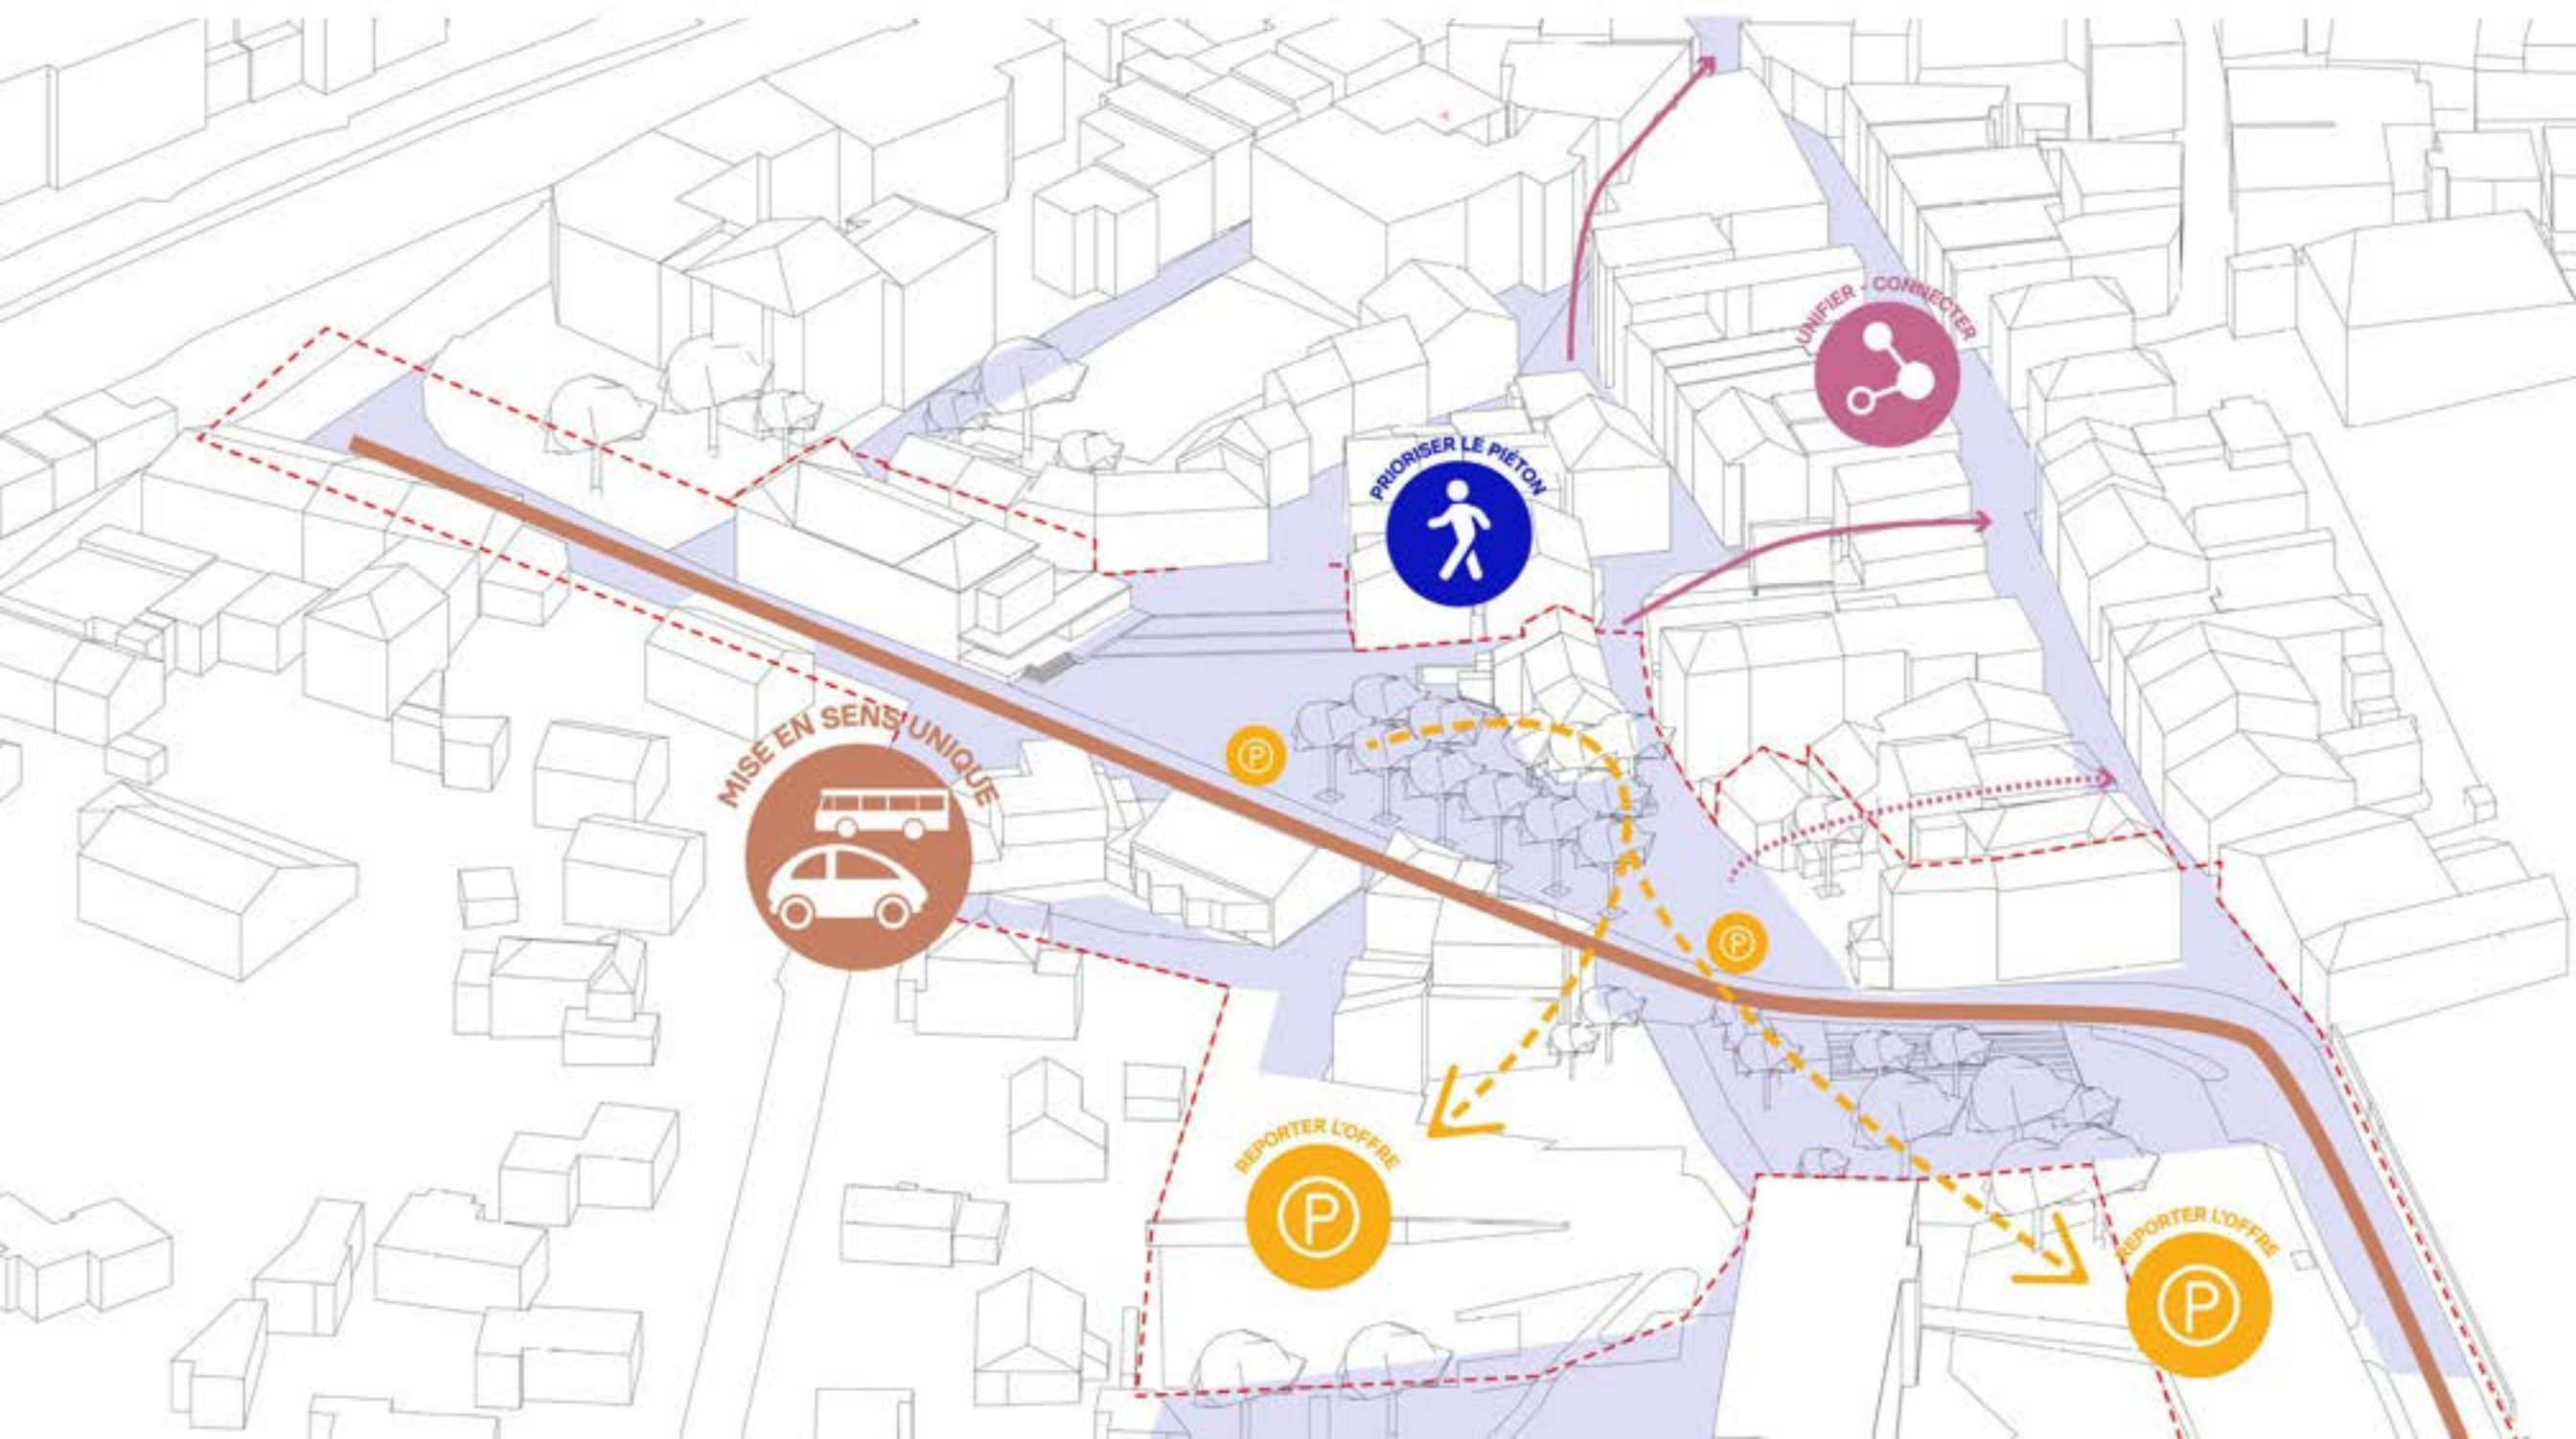 UNIFIER - CONNECTER
PRIORISER LE PIÉTON
MISE EN SENS UNIQUE
P
P
REPORTER L'OFFRE
P
REPORTER L'OFFRE
P